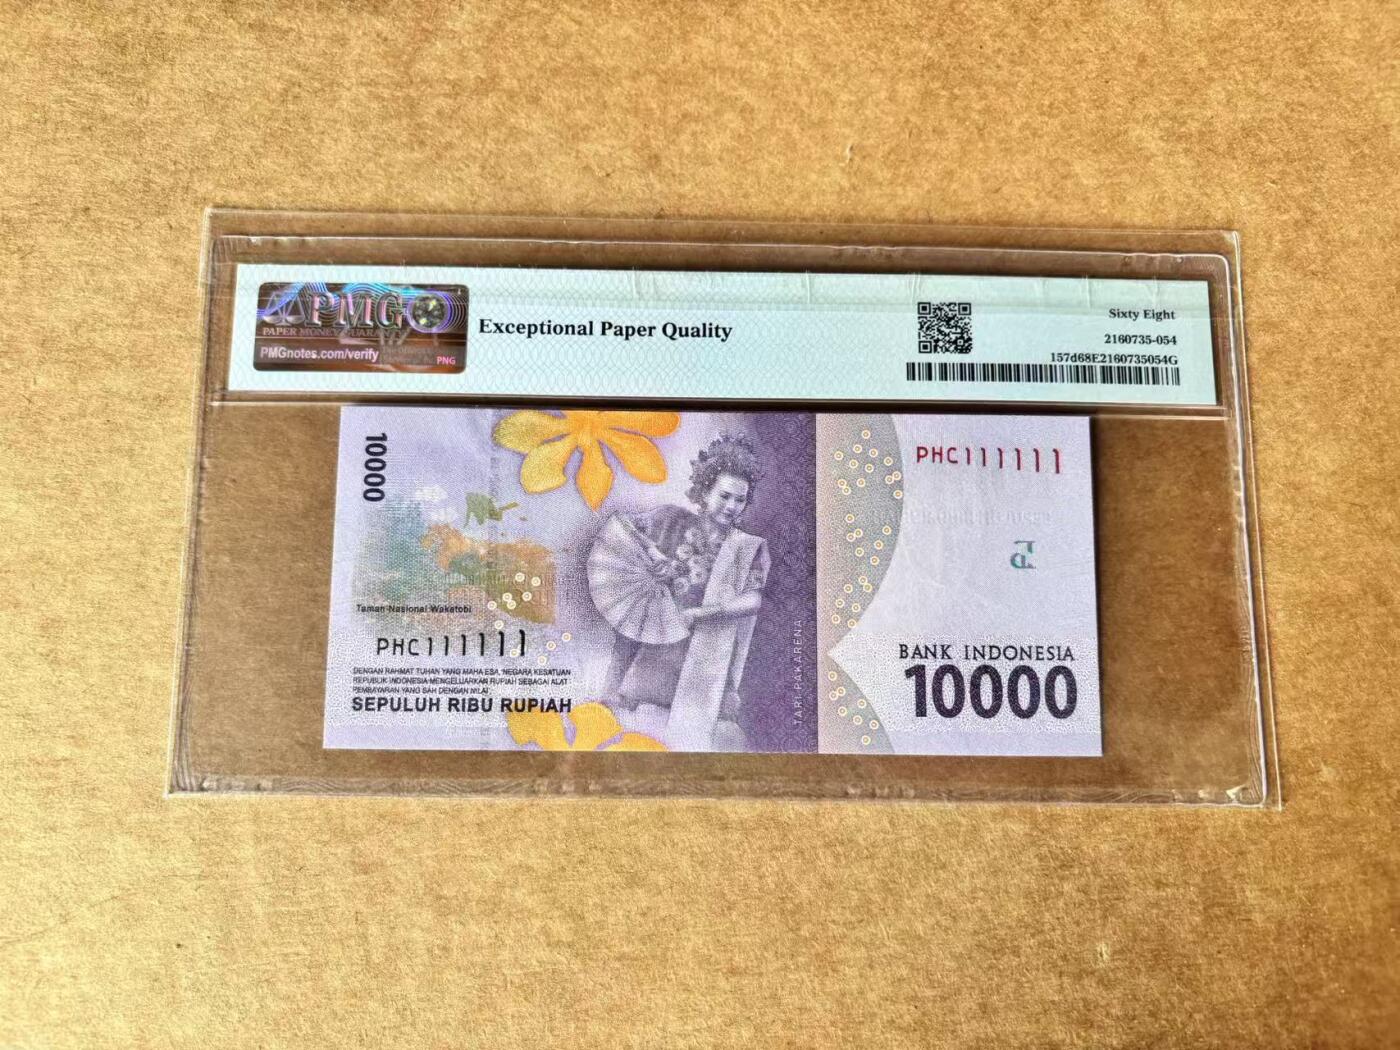 PMG
PAPER MONEY GUARANTY
PMGnotes.com/verify
PNG
Exceptional Paper Quality
Sixty Eight
2160735-054
157d68E2160735054G
10000
PHC111111
Taman Nasional Wakatobi
PHC111111
DENGAN RAHMAT TUHAN YANG MAHA ESA, NEGARA KESATUAN
REPUBLIK INDONESIA MENGELUARKAN RUPIAH SEBAGAI ALAT
PEMBAYARAN YANG SAH DENGAN NILAI
SEPULUH RIBU RUPIAH
TARI PAKARENA
BANK INDONESIA
10000